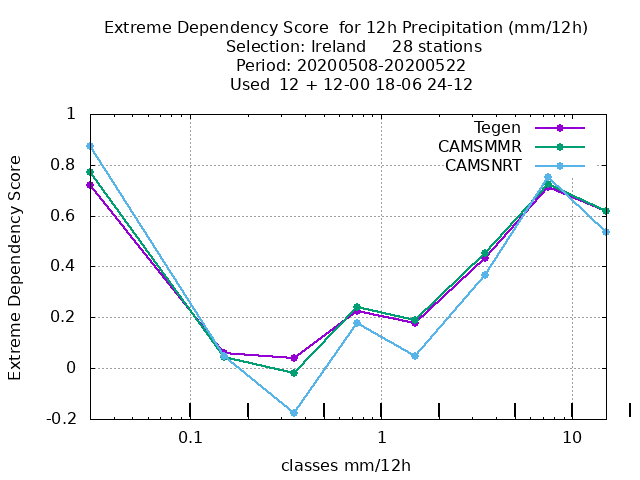 Extreme Dependency Score  for 12h Precipitation (mm/12h)
Selection: Ireland     28 stations
Period: 20200508-20200522
Used  12 + 12-00 18-06 24-12
Tegen
CAMSMMR
CAMSNRT
1
0.8
0.6
0.4
0.2
0
-0.2
Extreme Dependency Score
0.1 1 10
classes mm/12h